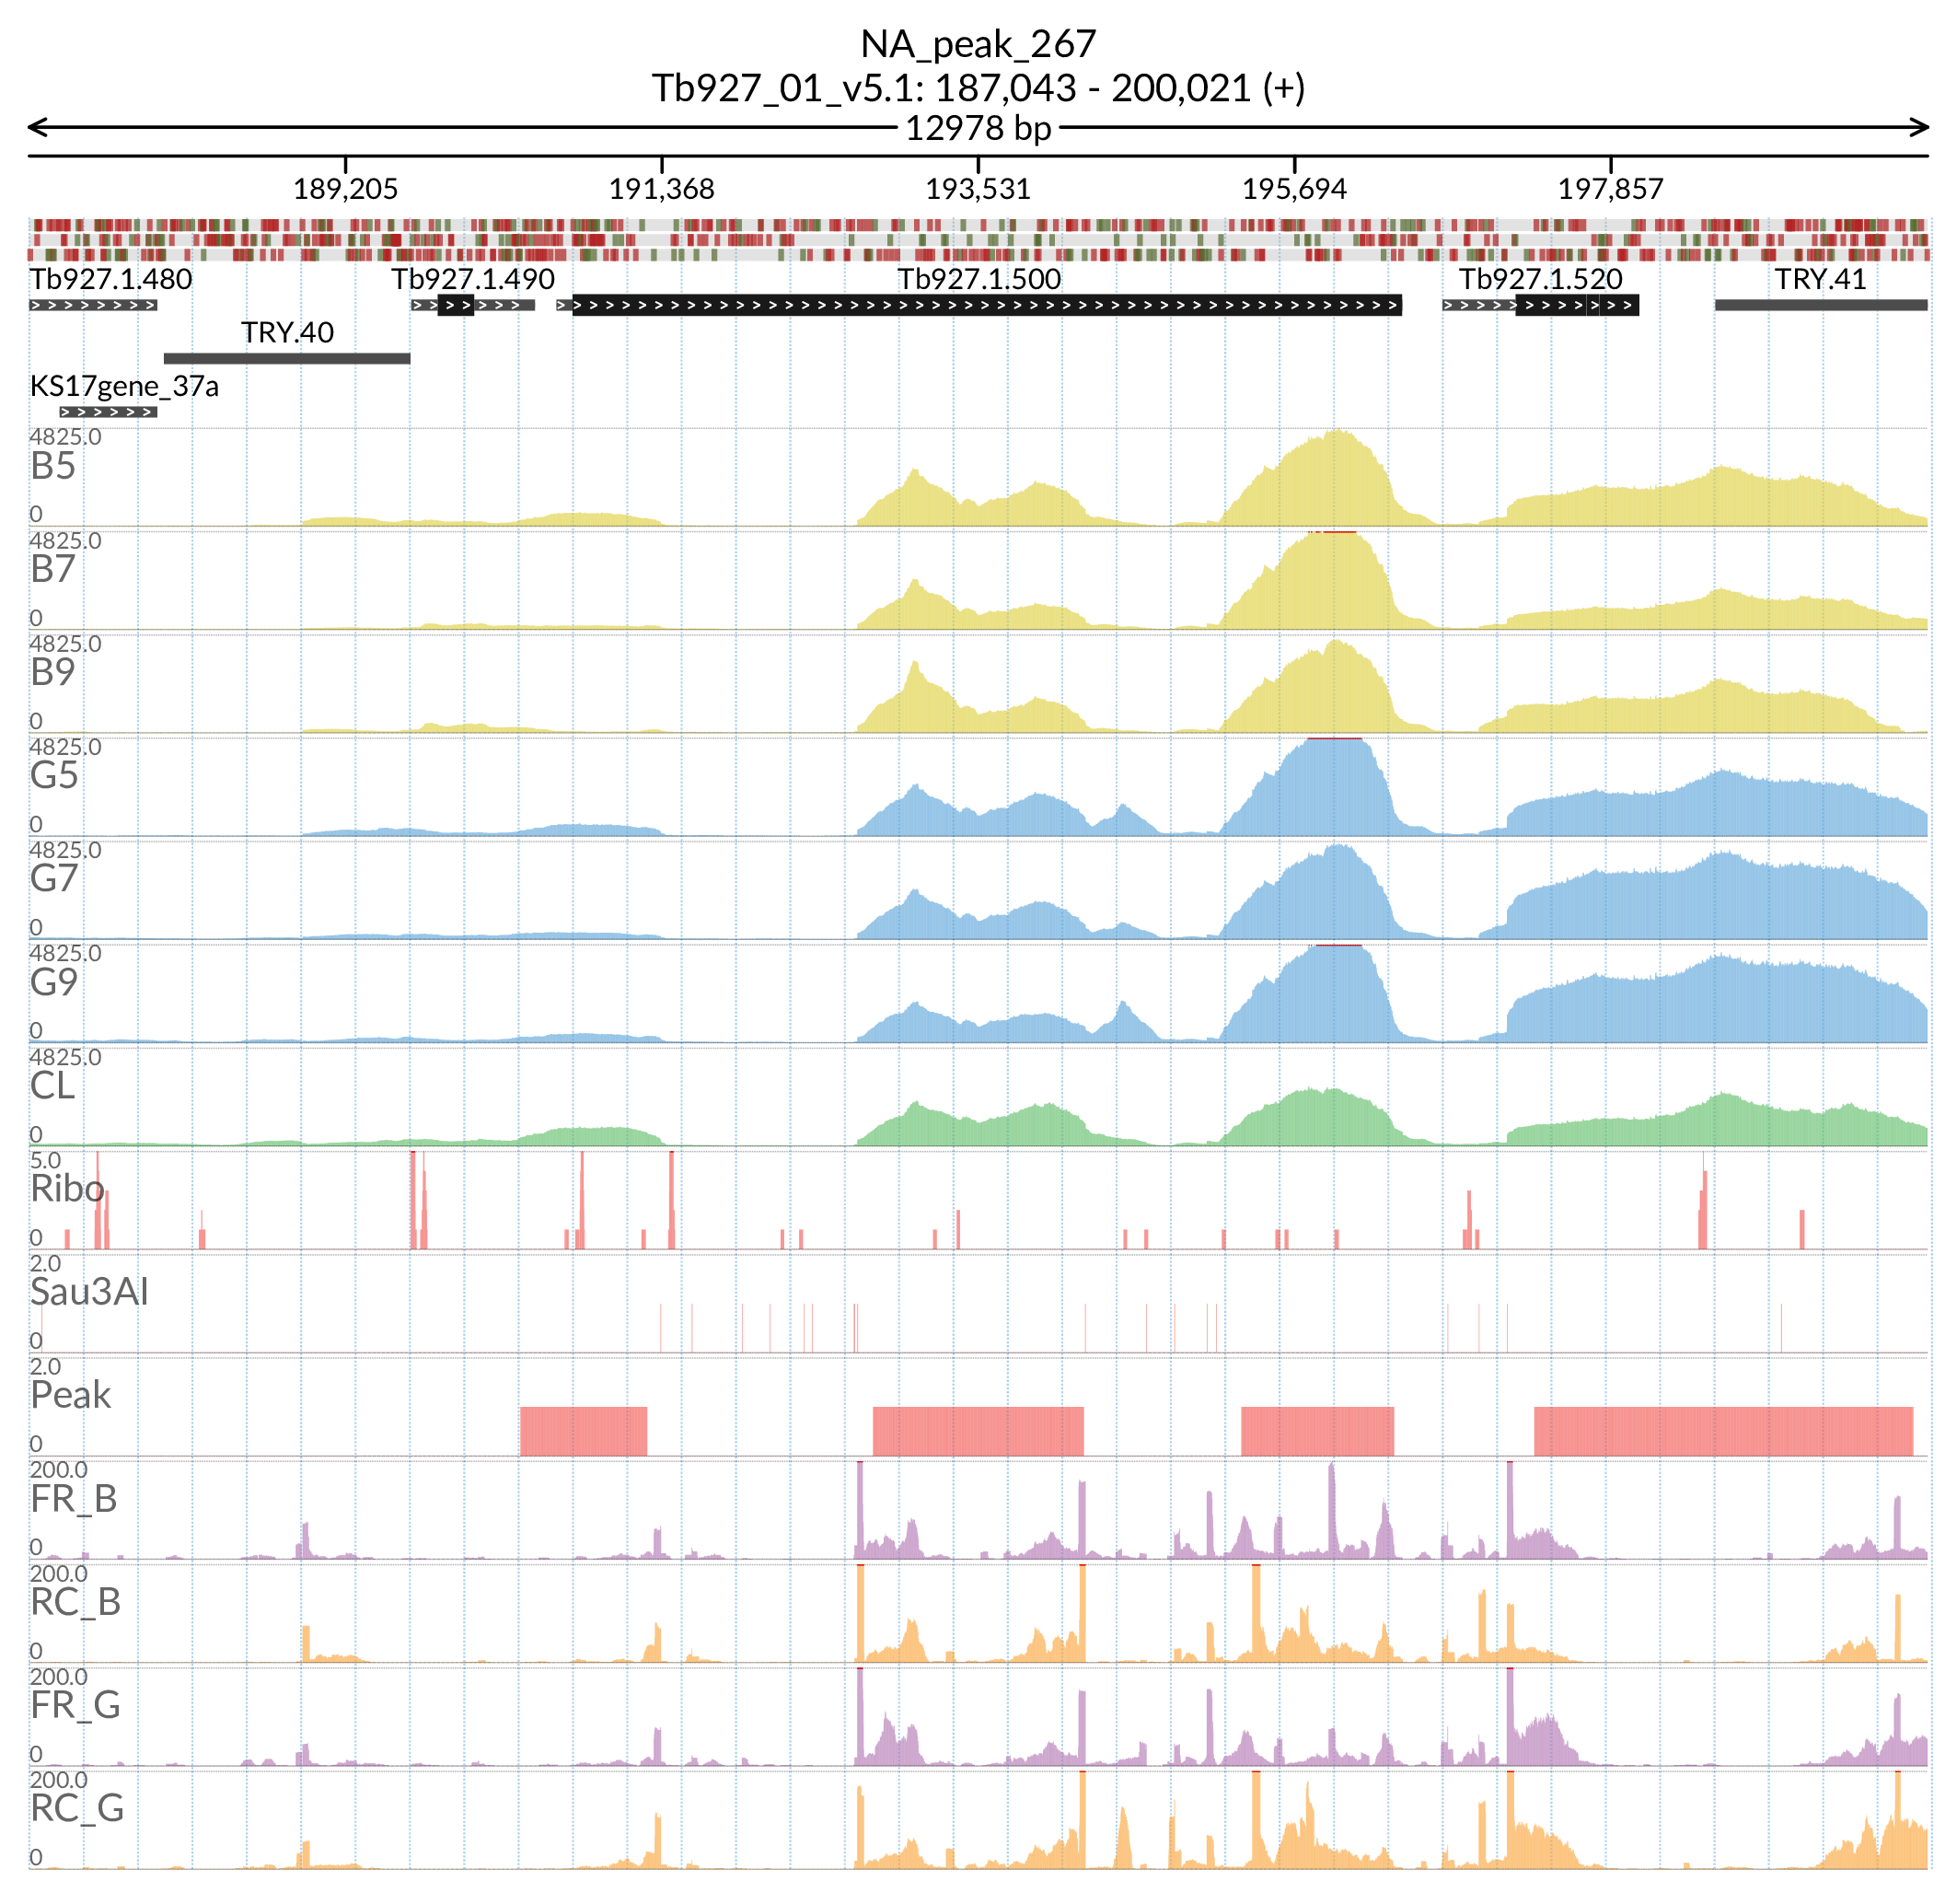 NA_peak_267
Tb927_01_v5.1: 187,043 - 200,021 (+)
12978 bp
189,205 191,368 193,531 195,694 197,857
Tb927.1.480 Tb927.1.490 Tb927.1.500 Tb927.1.520 TRY.41
TRY.40
KS17gene_37a
4825.0
B5
0
4825.0
B7
0
4825.0
B9
0
4825.0
G5
0
4825.0
G7
0
4825.0
G9
0
4825.0
CL
0
5.0
Ribo
0
2.0
Sau3AI
0
2.0
Peak
0
200.0
FR_B
0
200.0
RC_B
0
200.0
FR_G
0
200.0
RC_G
0